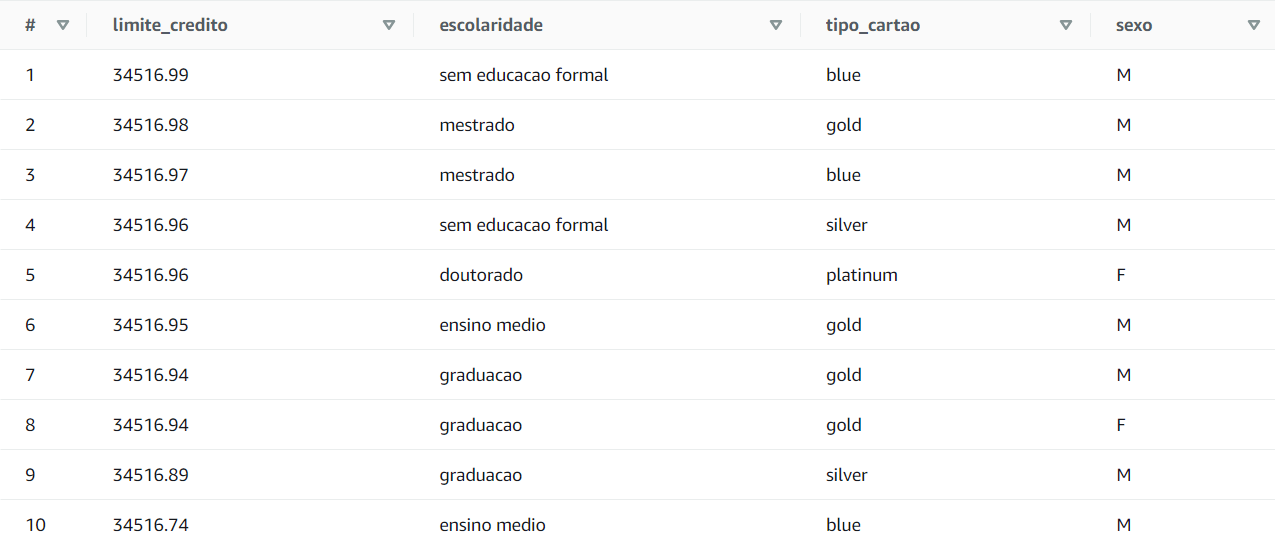 # limite_credito escolaridade tipo_cartao sexo
1 34516.99 sem educacao formal blue M
2 34516.98 mestrado gold M
3 34516.97 mestrado blue M
4 34516.96 sem educacao formal silver M
5 34516.96 doutorado platinum F
6 34516.95 ensino medio gold M
7 34516.94 graduacao gold M
8 34516.94 graduacao gold F
9 34516.89 graduacao silver M
10 34516.74 ensino medio blue M